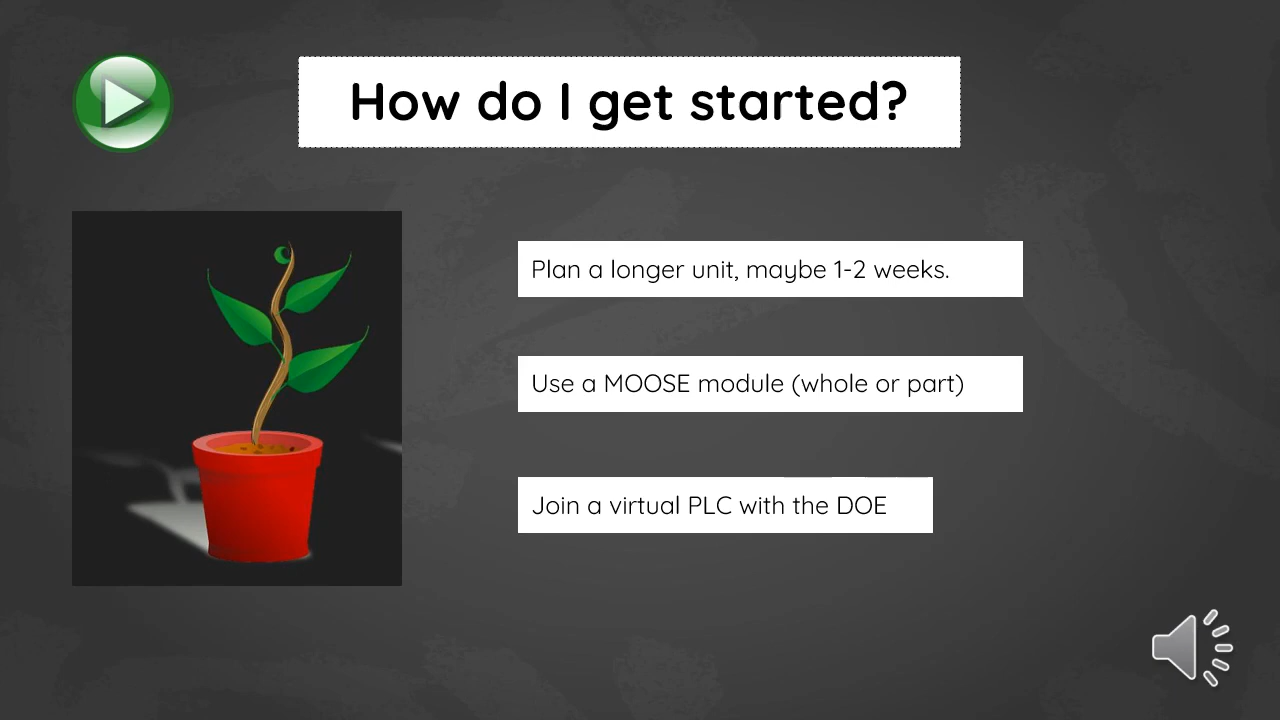 How do I get started?
Plan a longer unit, maybe 1-2 weeks.
Use a MOOSE module (whole or part)
Join a virtual PLC with the DOE